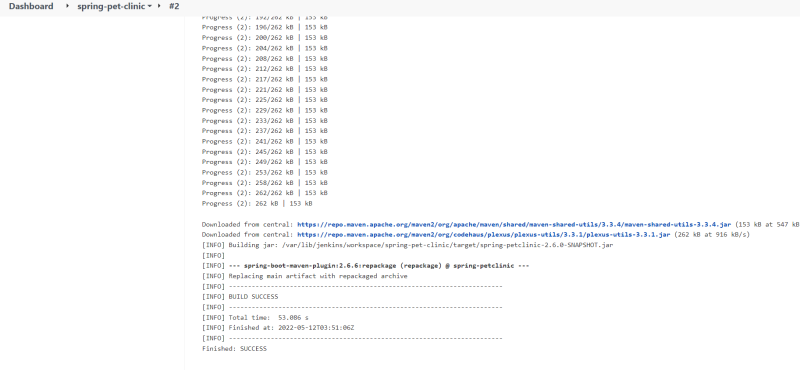 Dashboard spring-pet-clinic #2
Progress (2): 192/262 kB | 153 kB
Progress (2): 196/262 kB | 153 kB
Progress (2): 200/262 kB | 153 kB
Progress (2): 204/262 kB | 153 kB
Progress (2): 208/262 kB | 153 kB
Progress (2): 212/262 kB | 153 kB
Progress (2): 217/262 kB | 153 kB
Progress (2): 221/262 kB | 153 kB
Progress (2): 225/262 kB | 153 kB
Progress (2): 229/262 kB | 153 kB
Progress (2): 233/262 kB | 153 kB
Progress (2): 237/262 kB | 153 kB
Progress (2): 241/262 kB | 153 kB
Progress (2): 245/262 kB | 153 kB
Progress (2): 249/262 kB | 153 kB
Progress (2): 253/262 kB | 153 kB
Progress (2): 258/262 kB | 153 kB
Progress (2): 262/262 kB | 153 kB
Progress (2): 262 kB | 153 kB
Downloaded from central: https://repo.maven.apache.org/maven2/org/apache/maven/shared/maven-shared-utils/3.3.4/maven-shared-utils-3.3.4.jar (153 kB at 547 kB
Downloaded from central: https://repo.maven.apache.org/maven2/org/codehaus/plexus/plexus-utils/3.3.1/plexus-utils-3.3.1.jar (262 kB at 916 kB/s)
[INFO] Building jar: /var/lib/jenkins/workspace/spring-pet-clinic/target/spring-petclinic-2.6.0-SNAPSHOT.jar
[INFO]
[INFO] --- spring-boot-maven-plugin:2.6.6:repackage (repackage) @ spring-petclinic ---
[INFO] Replacing main artifact with repackaged archive
[INFO] ------------------------------------------------------------------------
[INFO] BUILD SUCCESS
[INFO] ------------------------------------------------------------------------
[INFO] Total time:  53.086 s
[INFO] Finished at: 2022-05-12T03:51:06Z
[INFO] ------------------------------------------------------------------------
Finished: SUCCESS